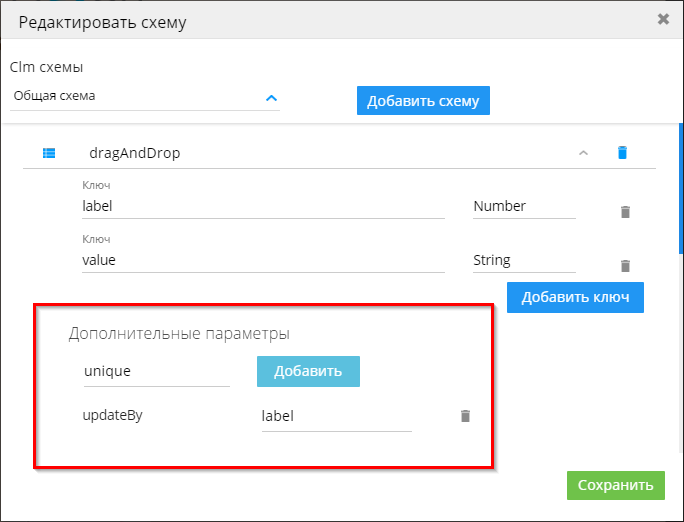 Редактировать схему
Clm схемы
Общая схема
Добавить схему
dragAndDrop
Ключ
label Number
Ключ
value String
Добавить ключ
Дополнительные параметры
unique Добавить
updateBy label
Сохранить